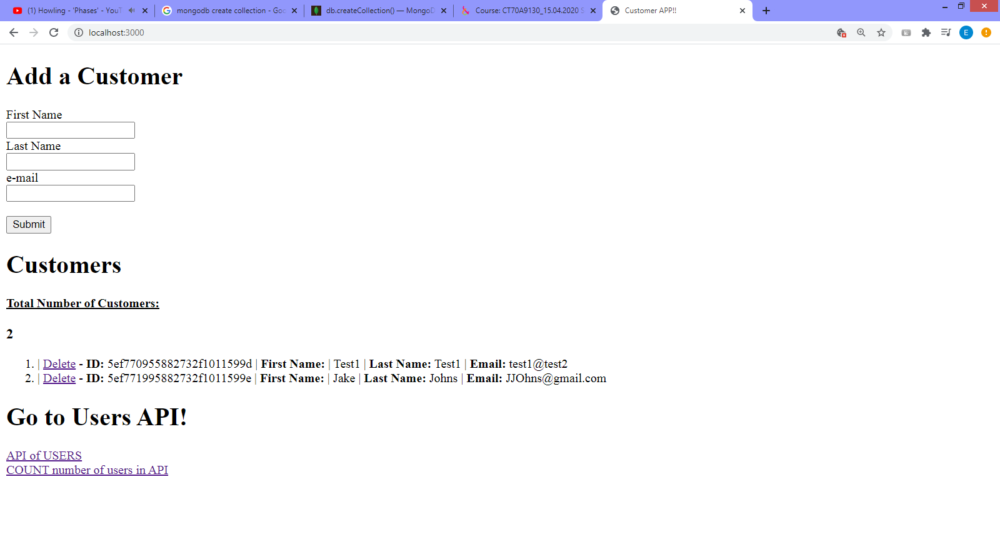 (1) Howling - 'Phases' - YouT
mongodb create collection - Goo
db.createCollection() — MongoD
Course: CT70A9130_15.04.2020 S
Customer APP!!
localhost:3000
E
Add a Customer
First Name
Last Name
e-mail
Submit
Customers
Total Number of Customers:
2
1. | Delete - ID: 5ef770955882732f1011599d | First Name: | Test1 | Last Name: Test1 | Email: test1@test2
2. | Delete - ID: 5ef771995882732f1011599e | First Name: | Jake | Last Name: Johns | Email: JJOhns@gmail.com
Go to Users API!
API of USERS
COUNT number of users in API